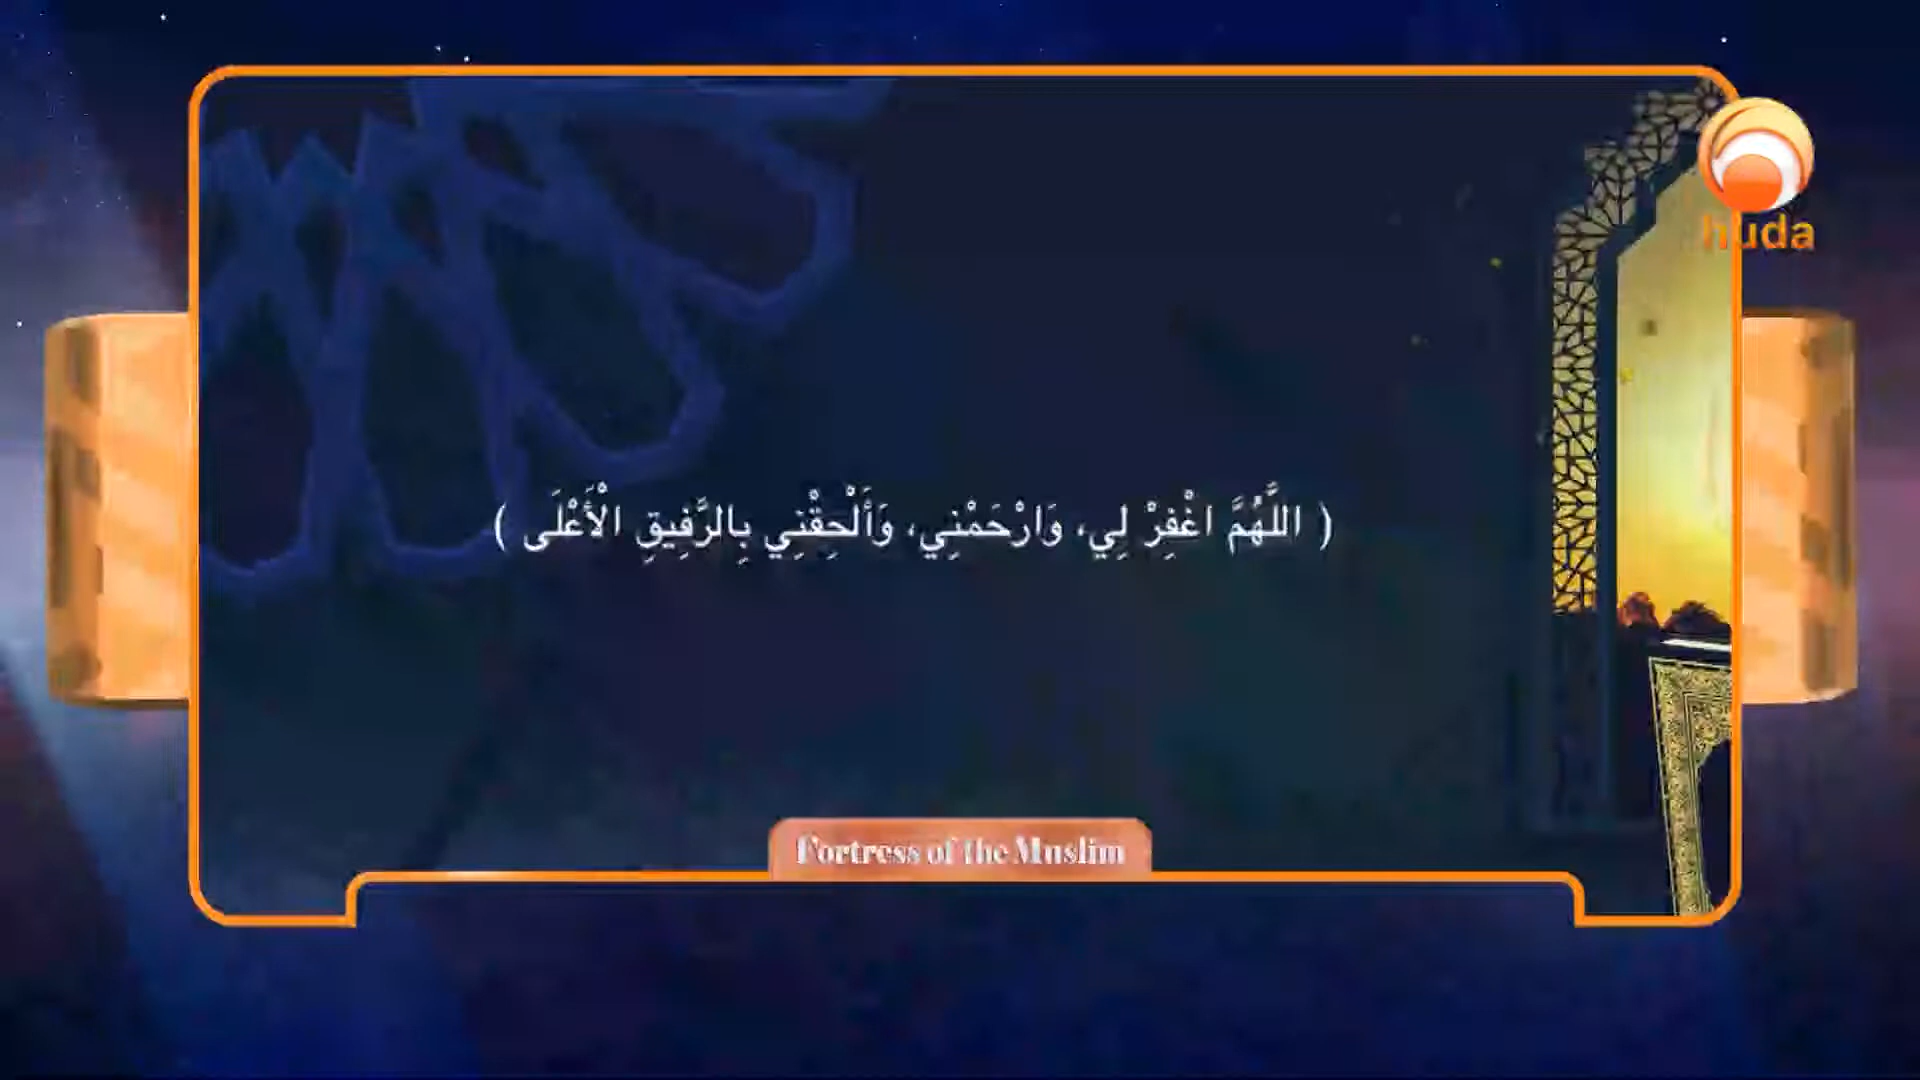 huda
( اللَّهُمَّ اغْفِرْ لِي، وَارْحَمْنِي، وَأَلْحِقْنِي بِالرَّفِيقِ الْأَعْلَى )
Fortress of the Muslim